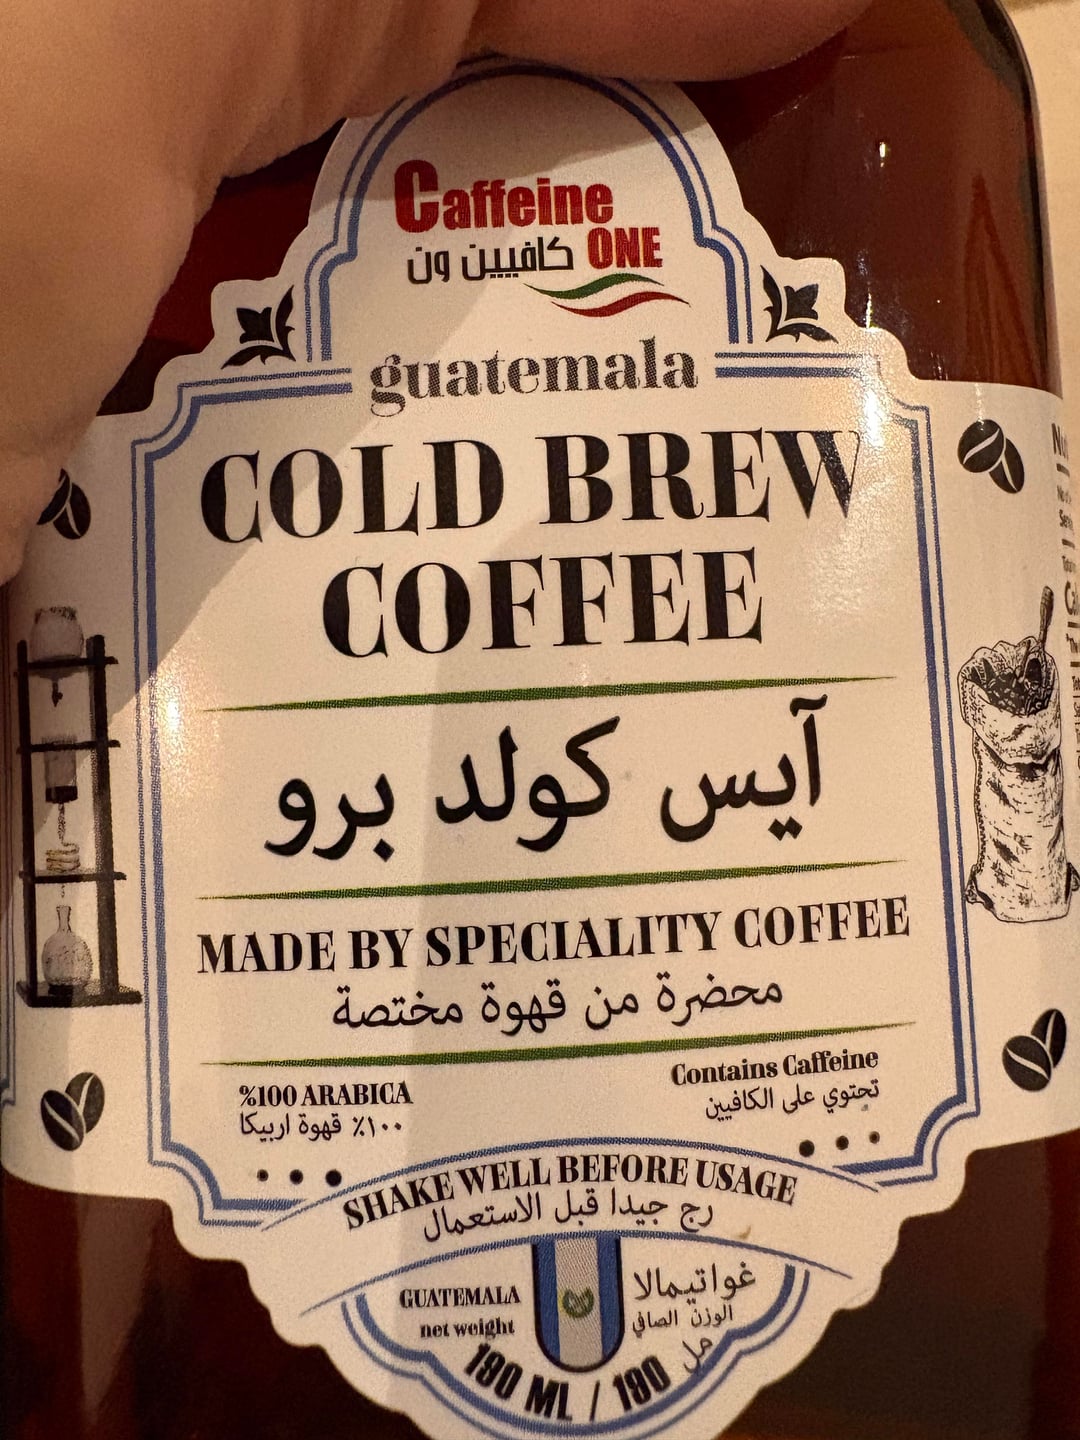 Caffeine
كافيين ون ONE
guatemala
COLD BREW
COFFEE
آيس كولد برو
MADE BY SPECIALITY COFFEE
محضرة من قهوة مختصة
%100 ARABICA
١٠٠٪ قهوة اربيكا
Contains Caffeine
تحتوي على الكافيين
SHAKE WELL BEFORE USAGE
رج جيدا قبل الاستعمال
GUATEMALA
net weight
غواتيمالا
الوزن الصافي
190 ML / 190 مل